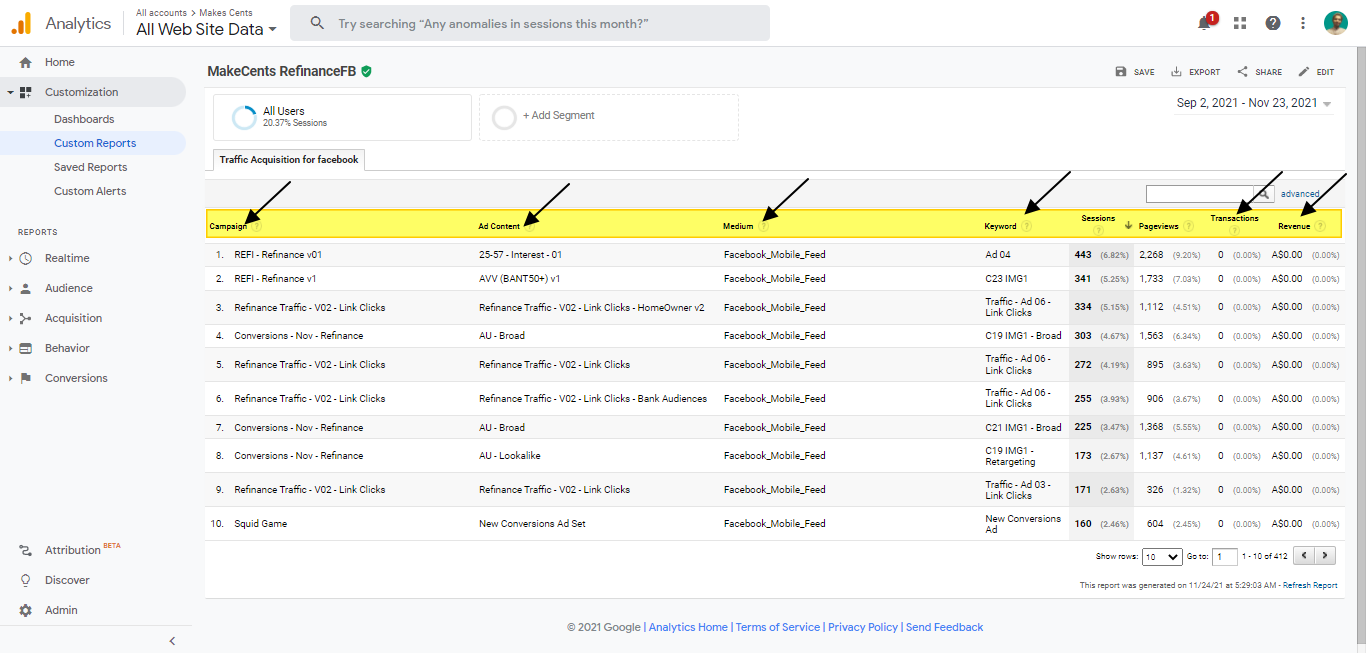 Analytics
All accounts > Makes Cents
All Web Site Data
Try searching “Any anomalies in sessions this month?”
1
Home
Customization
Dashboards
Custom Reports
Saved Reports
Custom Alerts
REPORTS
Realtime
Audience
Acquisition
Behavior
Conversions
Attribution BETA
Discover
Admin
MakeCents RefinanceFB
SAVE EXPORT SHARE EDIT
All Users
20.37% Sessions
+ Add Segment
Sep 2, 2021 - Nov 23, 2021
Traffic Acquisition for facebook
advanced
Campaign Ad Content Medium Keyword Sessions Pageviews Transactions Revenue
1. REFI - Refinance v01 25-57 - Interest - 01 Facebook_Mobile_Feed Ad 04 443 (6.82%) 2,268 (9.20%) 0 (0.00%) A$0.00 (0.00%)
2. REFI - Refinance v1 AVV (BANT50+) v1 Facebook_Mobile_Feed C23 IMG1 341 (5.25%) 1,733 (7.03%) 0 (0.00%) A$0.00 (0.00%)
3. Refinance Traffic - V02 - Link Clicks Refinance Traffic - V02 - Link Clicks - HomeOwner v2 Facebook_Mobile_Feed Traffic - Ad 06 - Link Clicks 334 (5.15%) 1,112 (4.51%) 0 (0.00%) A$0.00 (0.00%)
4. Conversions - Nov - Refinance AU - Broad Facebook_Mobile_Feed C19 IMG1 - Broad 303 (4.67%) 1,563 (6.34%) 0 (0.00%) A$0.00 (0.00%)
5. Refinance Traffic - V02 - Link Clicks Refinance Traffic - V02 - Link Clicks Facebook_Mobile_Feed Traffic - Ad 06 - Link Clicks 272 (4.19%) 895 (3.63%) 0 (0.00%) A$0.00 (0.00%)
6. Refinance Traffic - V02 - Link Clicks Refinance Traffic - V02 - Link Clicks - Bank Audiences Facebook_Mobile_Feed Traffic - Ad 06 - Link Clicks 255 (3.93%) 906 (3.67%) 0 (0.00%) A$0.00 (0.00%)
7. Conversions - Nov - Refinance AU - Broad Facebook_Mobile_Feed C21 IMG1 - Broad 225 (3.47%) 1,368 (5.55%) 0 (0.00%) A$0.00 (0.00%)
8. Conversions - Nov - Refinance AU - Lookalike Facebook_Mobile_Feed C19 IMG1 - Retargeting 173 (2.67%) 1,137 (4.61%) 0 (0.00%) A$0.00 (0.00%)
9. Refinance Traffic - V02 - Link Clicks Refinance Traffic - V02 - Link Clicks Facebook_Mobile_Feed Traffic - Ad 03 - Link Clicks 171 (2.63%) 326 (1.32%) 0 (0.00%) A$0.00 (0.00%)
10. Squid Game New Conversions Ad Set Facebook_Mobile_Feed New Conversions Ad 160 (2.46%) 604 (2.45%) 0 (0.00%) A$0.00 (0.00%)
Show rows: 10 Go to: 1 1 - 10 of 412
This report was generated on 11/24/21 at 5:29:03 AM - Refresh Report
© 2021 Google | Analytics Home | Terms of Service | Privacy Policy | Send Feedback